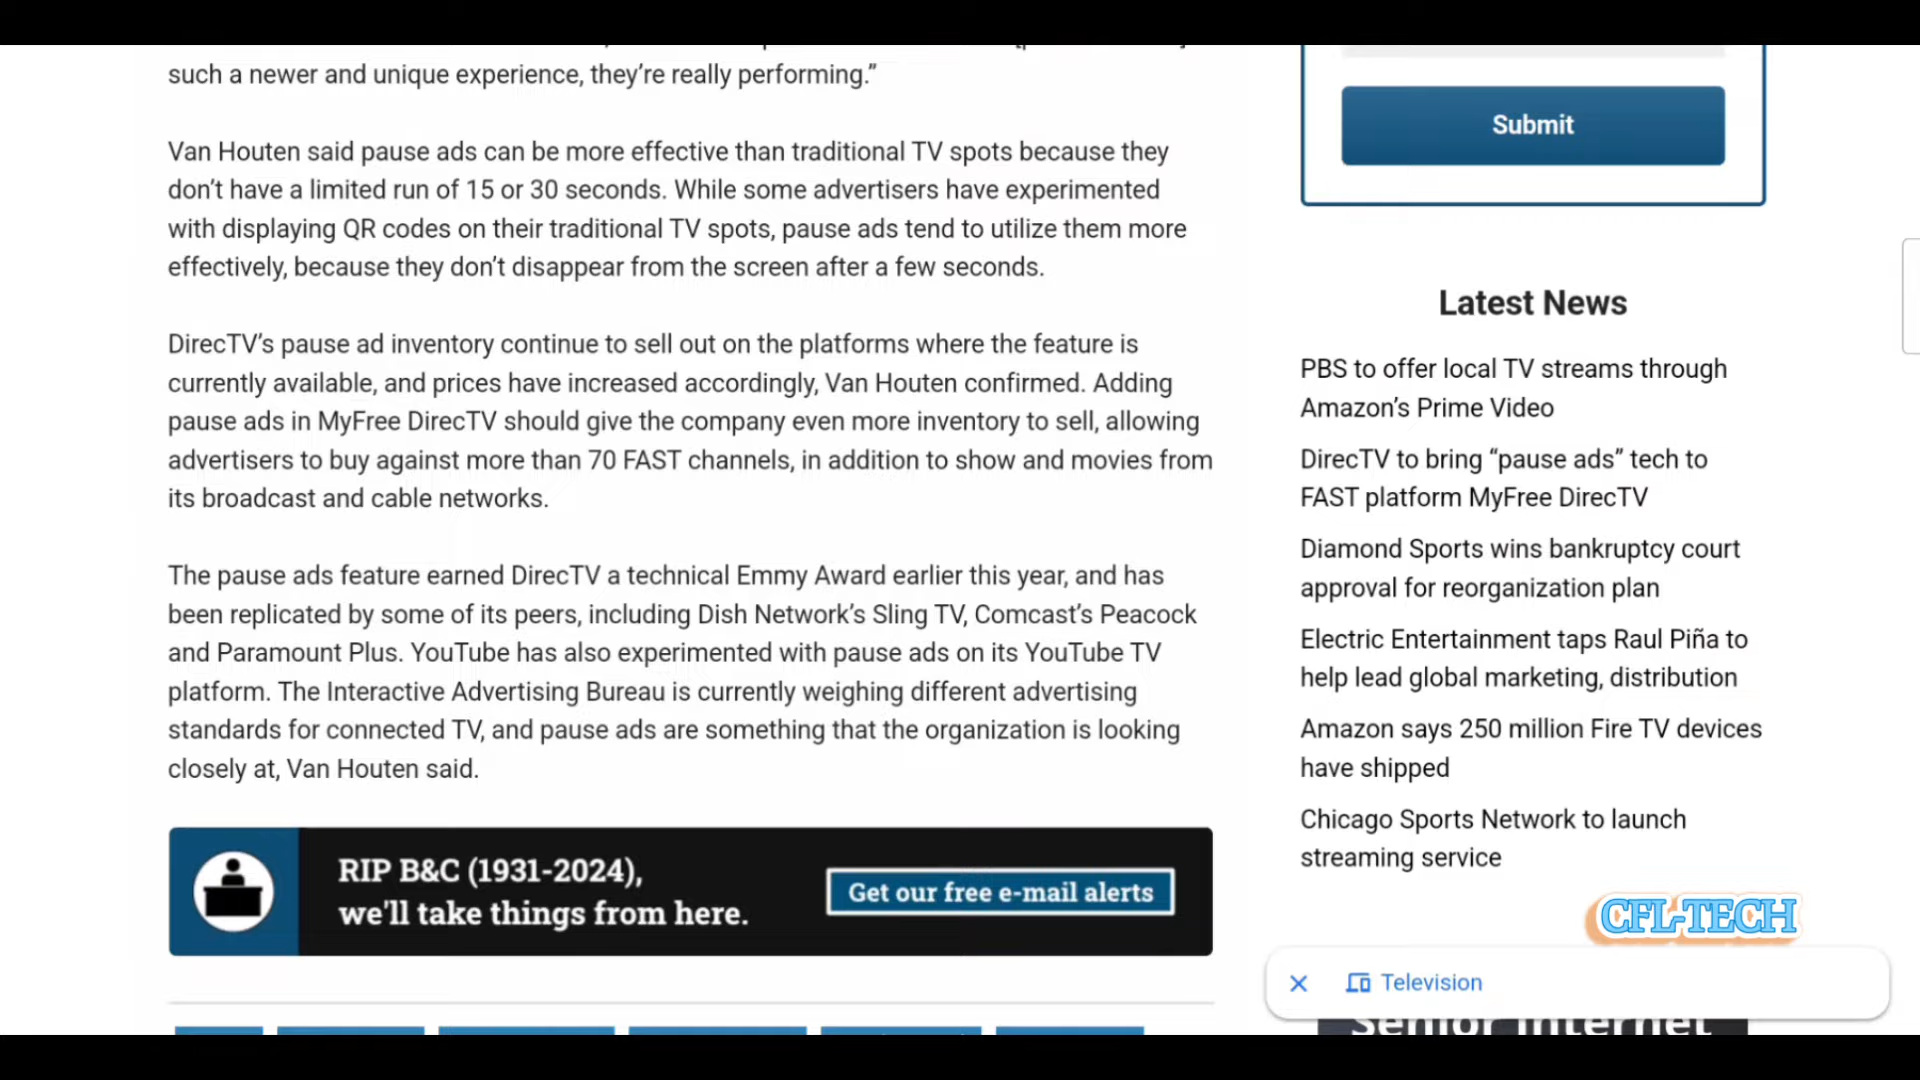 such a newer and unique experience, they’re really performing.”
Van Houten said pause ads can be more effective than traditional TV spots because they
don’t have a limited run of 15 or 30 seconds. While some advertisers have experimented
with displaying QR codes on their traditional TV spots, pause ads tend to utilize them more
effectively, because they don’t disappear from the screen after a few seconds.
DirecTV’s pause ad inventory continue to sell out on the platforms where the feature is
currently available, and prices have increased accordingly, Van Houten confirmed. Adding
pause ads in MyFree DirecTV should give the company even more inventory to sell, allowing
advertisers to buy against more than 70 FAST channels, in addition to show and movies from
its broadcast and cable networks.
The pause ads feature earned DirecTV a technical Emmy Award earlier this year, and has
been replicated by some of its peers, including Dish Network’s Sling TV, Comcast’s Peacock
and Paramount Plus. YouTube has also experimented with pause ads on its YouTube TV
platform. The Interactive Advertising Bureau is currently weighing different advertising
standards for connected TV, and pause ads are something that the organization is looking
closely at, Van Houten said.
RIP B&C (1931-2024),
we'll take things from here.
Get our free e-mail alerts
Submit
Latest News
PBS to offer local TV streams through
Amazon’s Prime Video
DirecTV to bring “pause ads” tech to
FAST platform MyFree DirecTV
Diamond Sports wins bankruptcy court
approval for reorganization plan
Electric Entertainment taps Raul Piña to
help lead global marketing, distribution
Amazon says 250 million Fire TV devices
have shipped
Chicago Sports Network to launch
streaming service
CFL-TECH
Television
Senior Internet